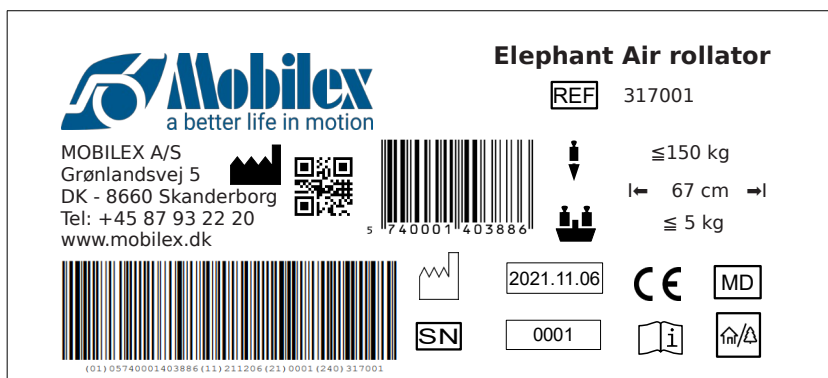 Mobilex
a better life in motion
Elephant Air rollator
REF 317001
MOBILEX A/S
Grønlandsvej 5
DK - 8660 Skanderborg
Tel: +45 87 93 22 20
www.mobilex.dk
5 740001 403886
≦150 kg
67 cm
≦ 5 kg
2021.11.06
CE
MD
SN
0001
i
(01)05740001403886(11)211206(21)0001(240)317001